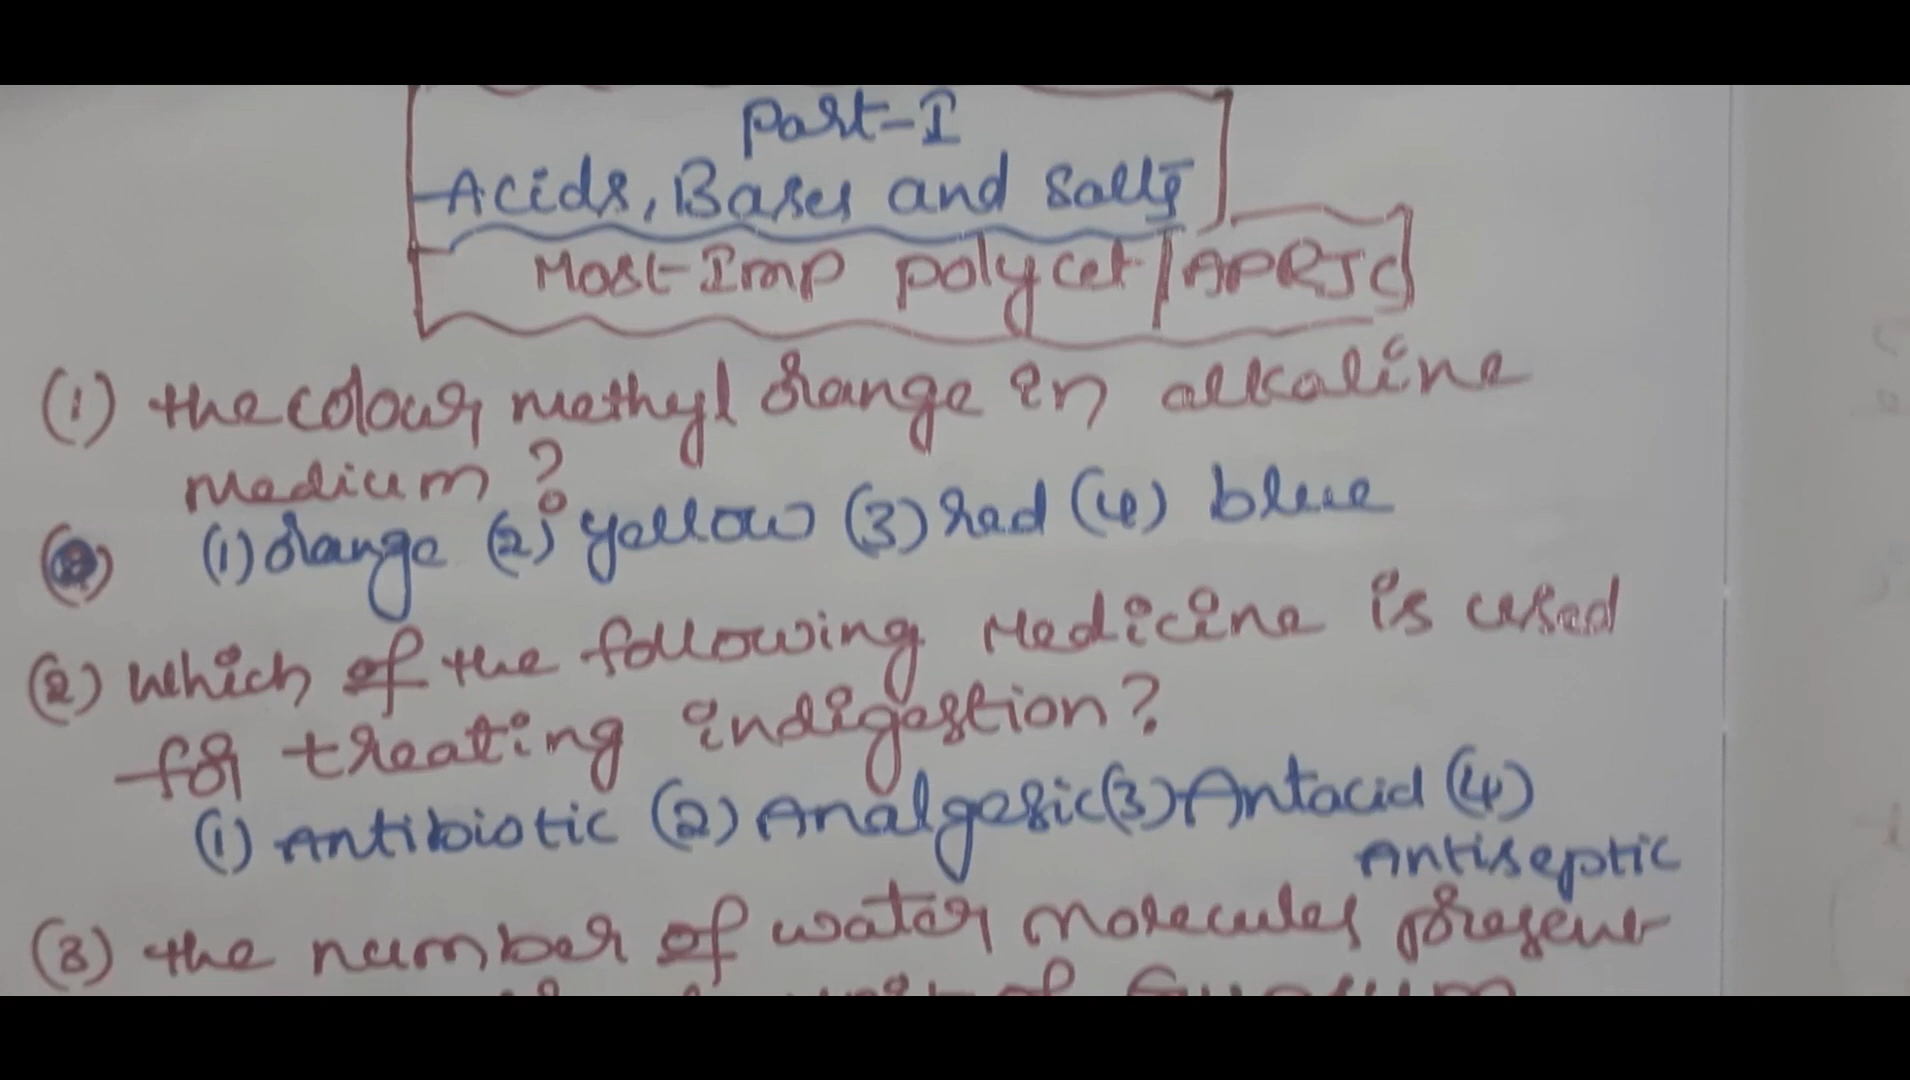 Part-I
Acids, Bases and Salts
Most-Imp polycet/APRJC
(1) the colour methyl orange in alkaline
medium?
(1) orange (2) yellow (3) red (4) blue
(2) which of the following Medicine is used
for treating indigestion?
(1) Antibiotic (2) Analgesic (3) Antacid (4)
Antiseptic
(3) the number of water molecules present
of Gypsum